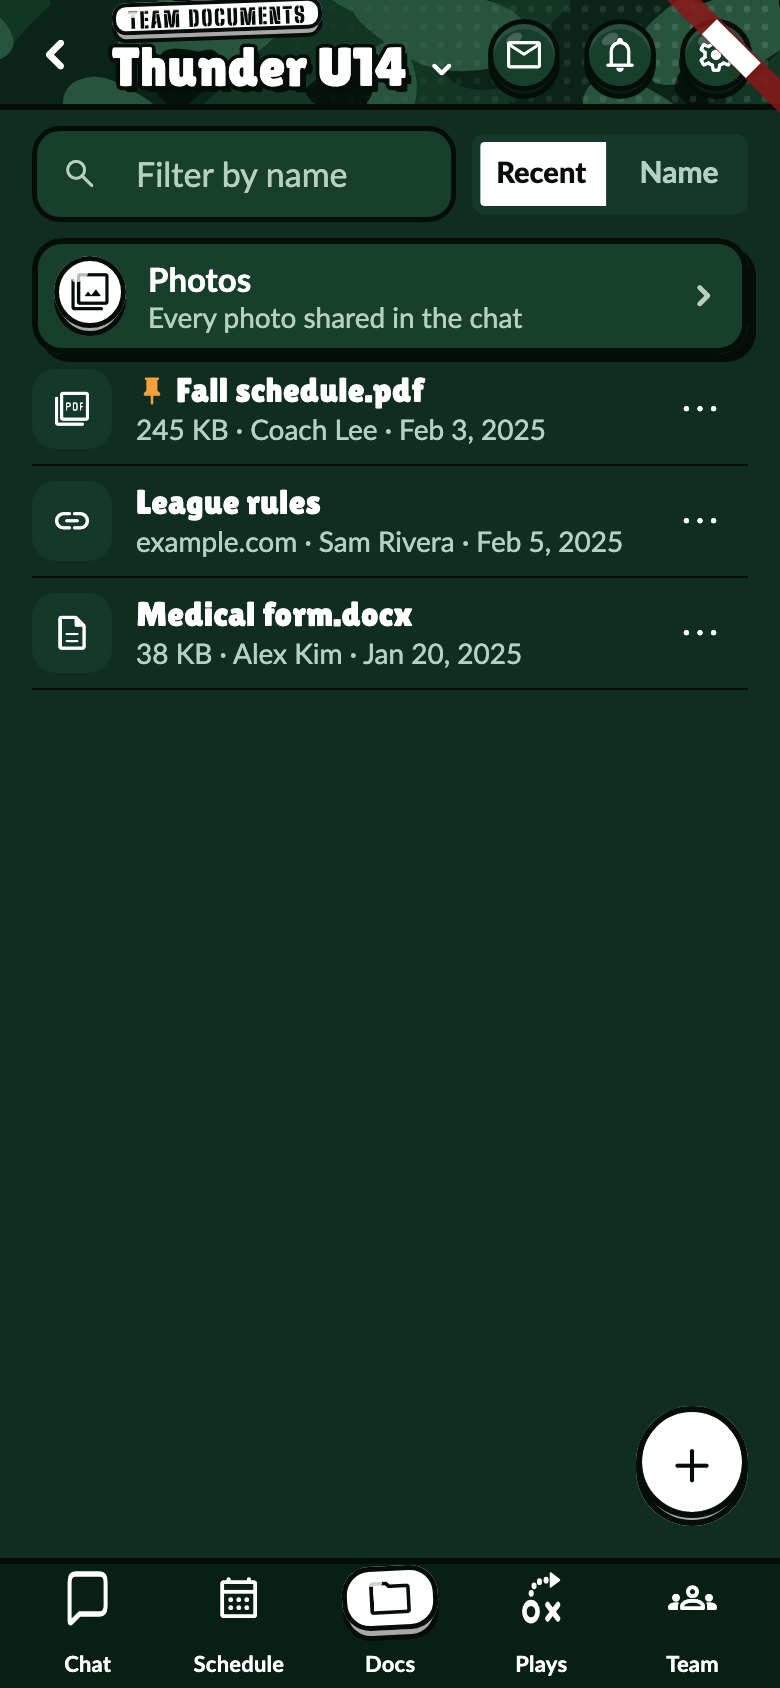 TEAM DOCUMENTS
Thunder U14
Filter by name
Recent
Name
Photos
Every photo shared in the chat
PDF
Fall schedule.pdf
245 KB · Coach Lee · Feb 3, 2025
League rules
example.com · Sam Rivera · Feb 5, 2025
Medical form.docx
38 KB · Alex Kim · Jan 20, 2025
Chat
Schedule
Docs
Plays
Team